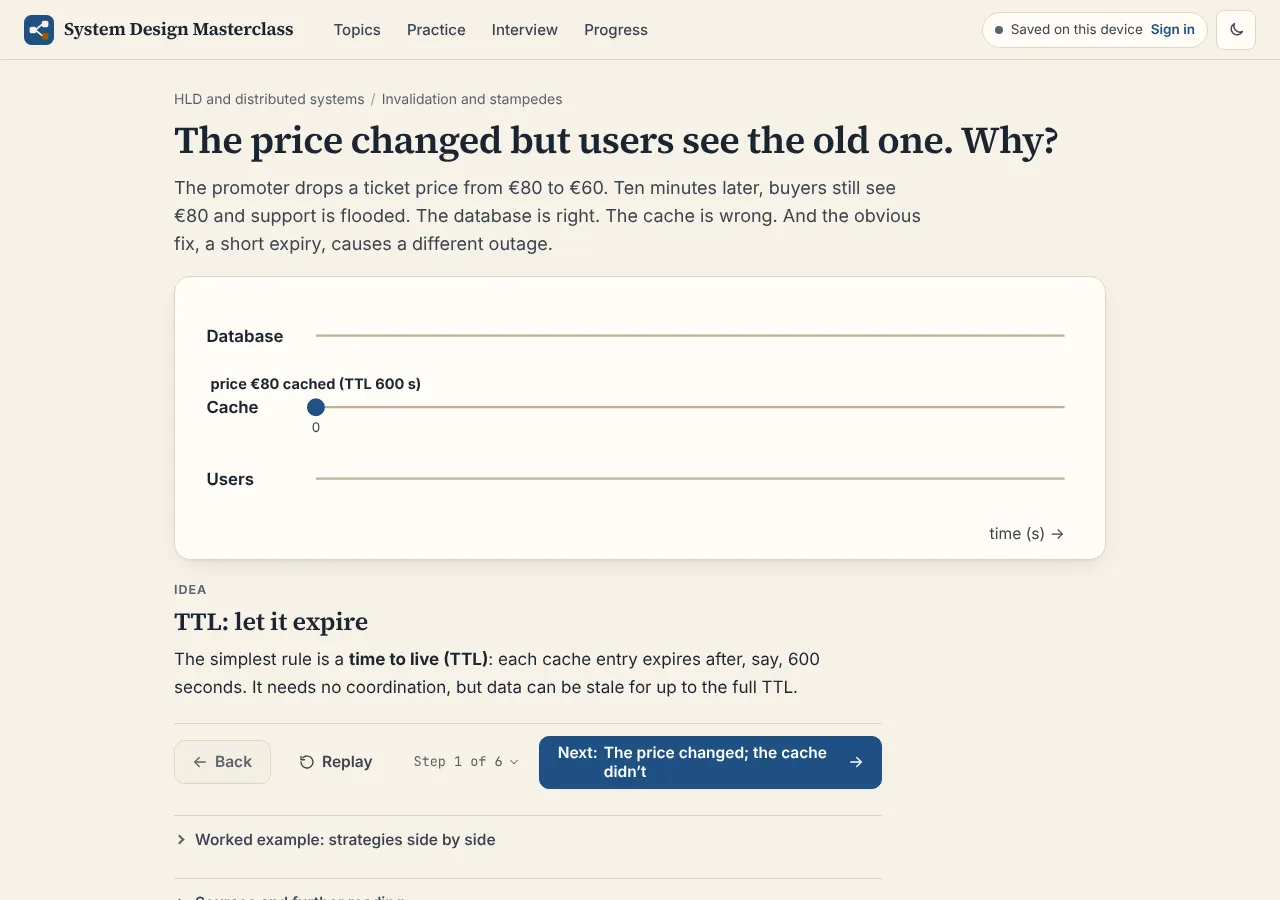 System Design Masterclass
Topics
Practice
Interview
Progress
Saved on this device Sign in
HLD and distributed systems / Invalidation and stampedes
The price changed but users see the old one. Why?
The promoter drops a ticket price from €80 to €60. Ten minutes later, buyers still see
€80 and support is flooded. The database is right. The cache is wrong. And the obvious
fix, a short expiry, causes a different outage.
Database
price €80 cached (TTL 600 s)
Cache
0
Users
time (s) →
IDEA
TTL: let it expire
The simplest rule is a time to live (TTL): each cache entry expires after, say, 600
seconds. It needs no coordination, but data can be stale for up to the full TTL.
← Back
Replay
Step 1 of 6
Next: The price changed; the cache
didn’t →
Worked example: strategies side by side
Sources and further reading